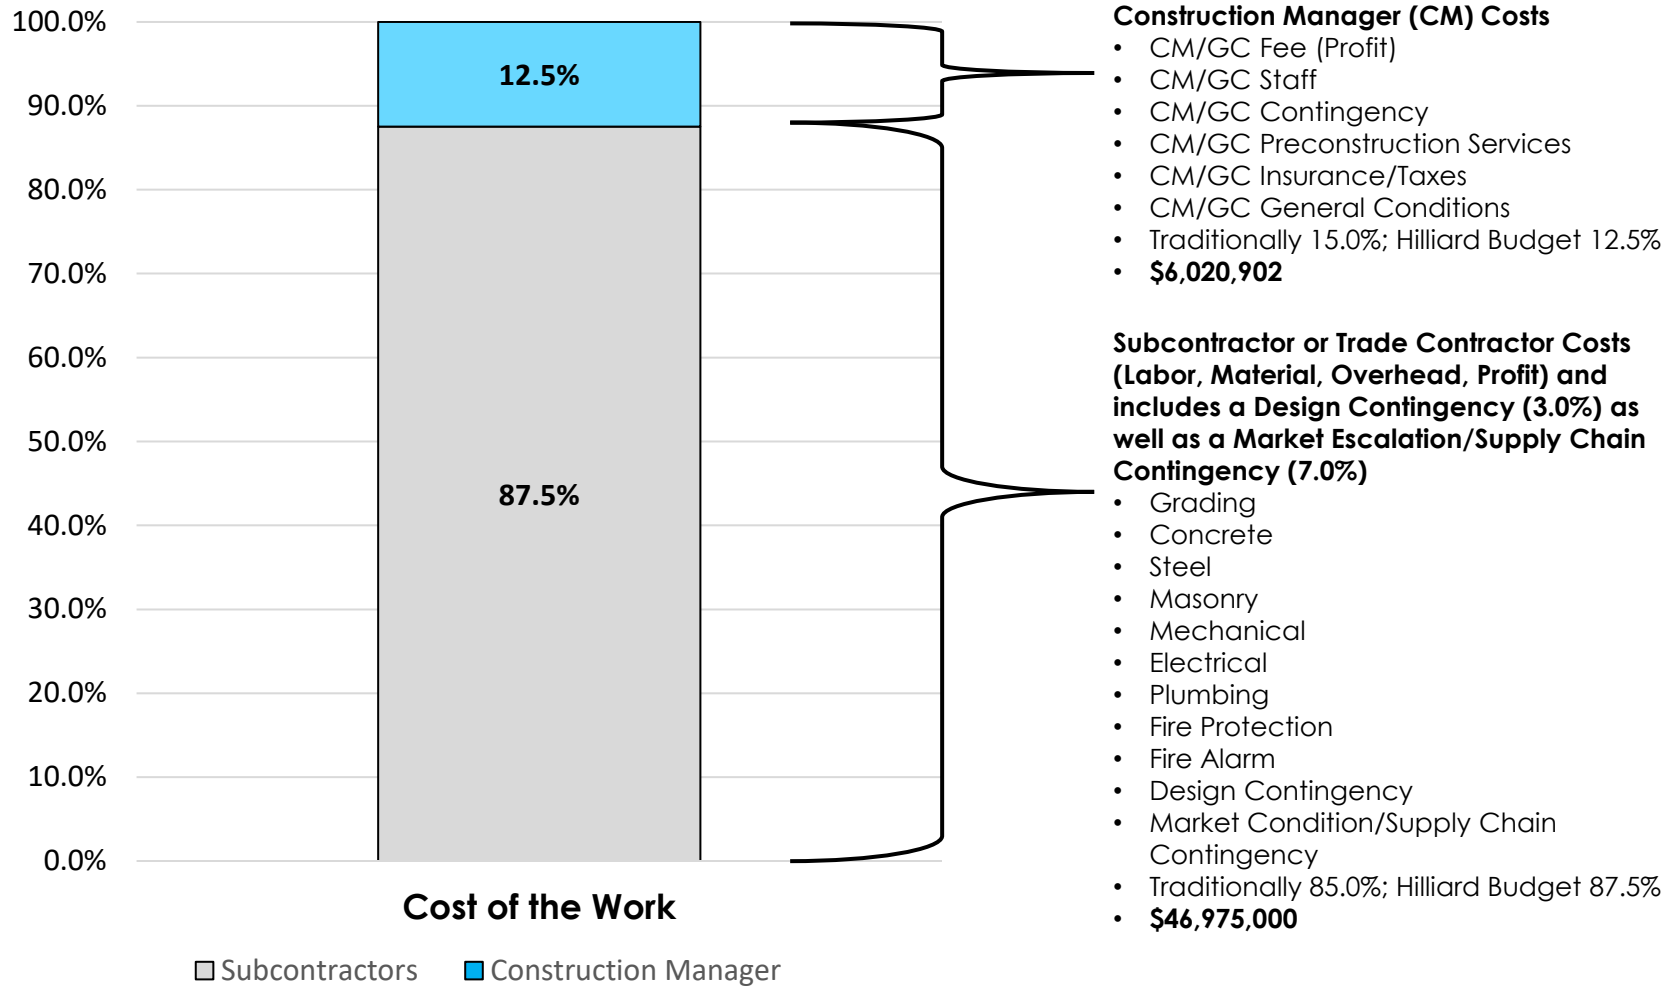 100.0%
90.0%
80.0%
70.0%
60.0%
50.0%
40.0%
30.0%
20.0%
10.0%
0.0%
12.5%
87.5%
Cost of the Work
Subcontractors
Construction Manager
Construction Manager (CM) Costs
• CM/GC Fee (Profit)
• CM/GC Staff
• CM/GC Contingency
• CM/GC Preconstruction Services
• CM/GC Insurance/Taxes
• CM/GC General Conditions
• Traditionally 15.0%; Hilliard Budget 12.5%
• $6,020,902
Subcontractor or Trade Contractor Costs
(Labor, Material, Overhead, Profit) and
includes a Design Contingency (3.0%) as
well as a Market Escalation/Supply Chain
Contingency (7.0%)
• Grading
• Concrete
• Steel
• Masonry
• Mechanical
• Electrical
• Plumbing
• Fire Protection
• Fire Alarm
• Design Contingency
• Market Condition/Supply Chain
Contingency
• Traditionally 85.0%; Hilliard Budget 87.5%
• $46,975,000